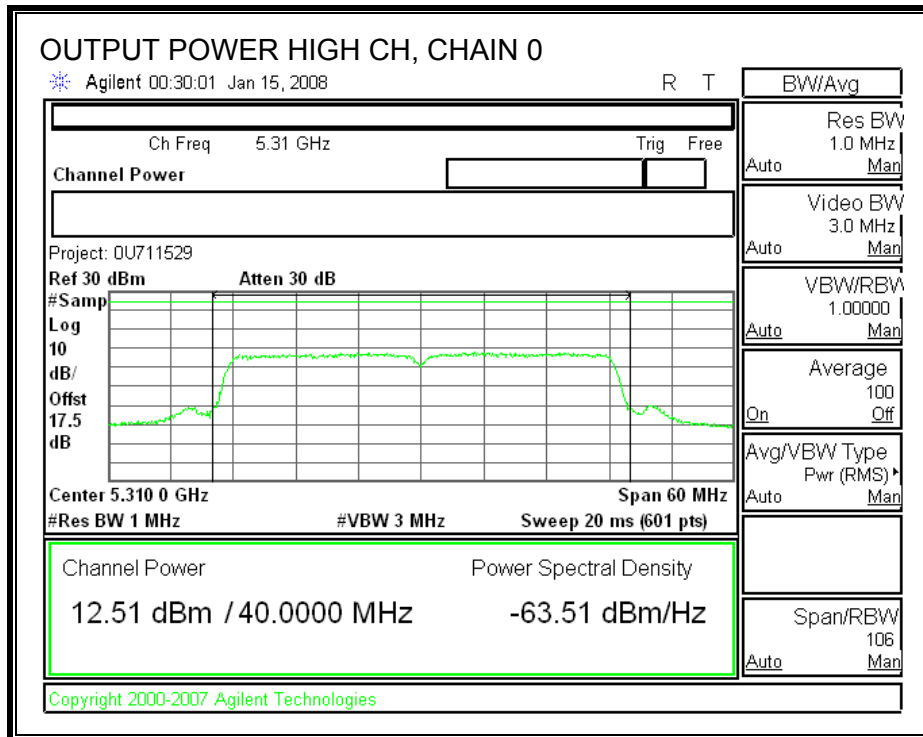 OUTPUT POWER HIGH CH, CHAIN 0
Agilent 00:30:01 Jan 15, 2008 R T
BW/Avg
Ch Freq 5.31 GHz Trig Free
Channel Power
Res BW
1.0 MHz
Auto Man
Video BW
3.0 MHz
Auto Man
Project: 0U711529
Ref 30 dBm Atten 30 dB
#Samp
Log
10
dB/
Offst
17.5
dB
VBW/RBW
1.00000
Auto Man
Average
100
On Off
Avg/VBW Type
Pwr (RMS)
Auto Man
Center 5.310 0 GHz Span 60 MHz
#Res BW 1 MHz #VBW 3 MHz Sweep 20 ms (601 pts)
Channel Power Power Spectral Density
12.51 dBm / 40.0000 MHz -63.51 dBm/Hz
Span/RBW
106
Auto Man
Copyright 2000-2007 Agilent Technologies